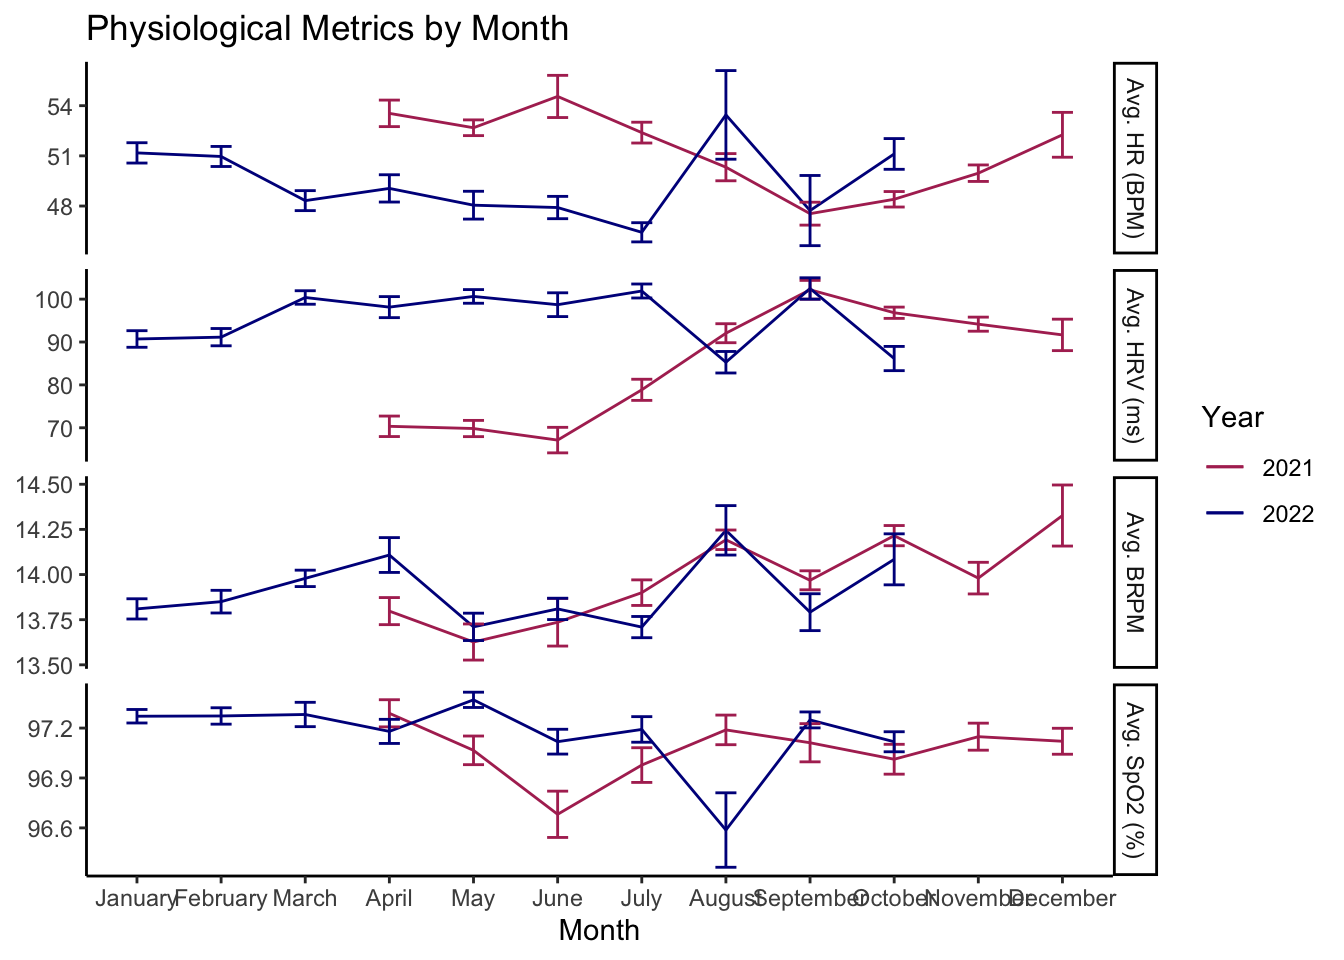 Physiological Metrics by Month
54
51
48
Avg. HR (BPM)
100
90
80
70
Avg. HRV (ms)
14.50
14.25
14.00
13.75
13.50
Avg. BRPM
97.2
96.9
96.6
Avg. SpO2 (%)
January February March April May June July August September October November December
Month
Year
2021
2022